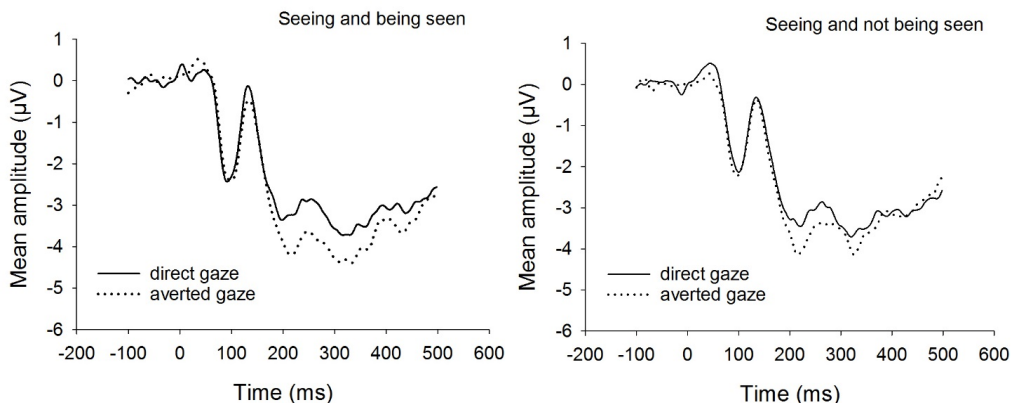 Seeing and being seen
1
0
-1
-2
-3
-4
-5
-6
Mean amplitude (µV)
direct gaze
averted gaze
-200 -100 0 100 200 300 400 500 600
Time (ms)
Seeing and not being seen
1
0
-1
-2
-3
-4
-5
-6
Mean amplitude (µV)
direct gaze
averted gaze
-200 -100 0 100 200 300 400 500 600
Time (ms)